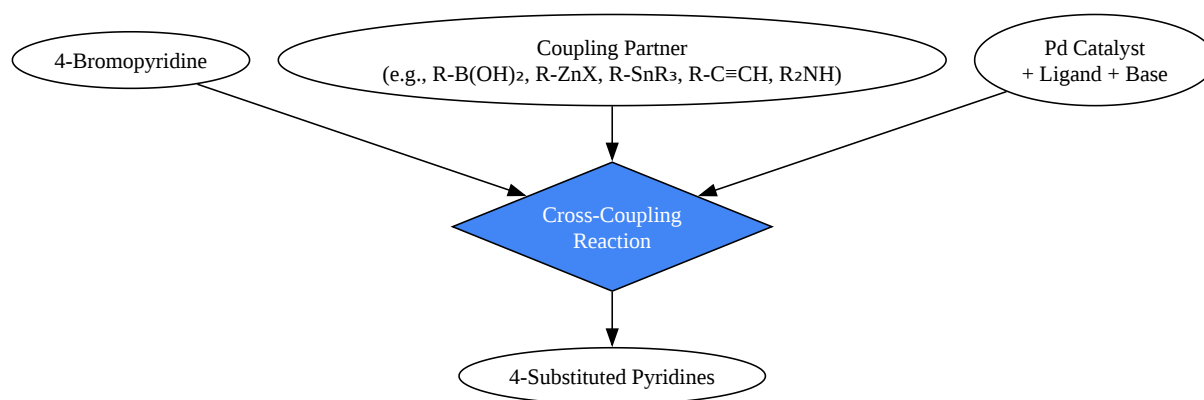 4-Bromopyridine
Coupling Partner
(e.g., R-B(OH)₂, R-ZnX, R-SnR₃, R-C≡CH, R₂NH)
Pd Catalyst
+ Ligand + Base
Cross-Coupling
Reaction
4-Substituted Pyridines